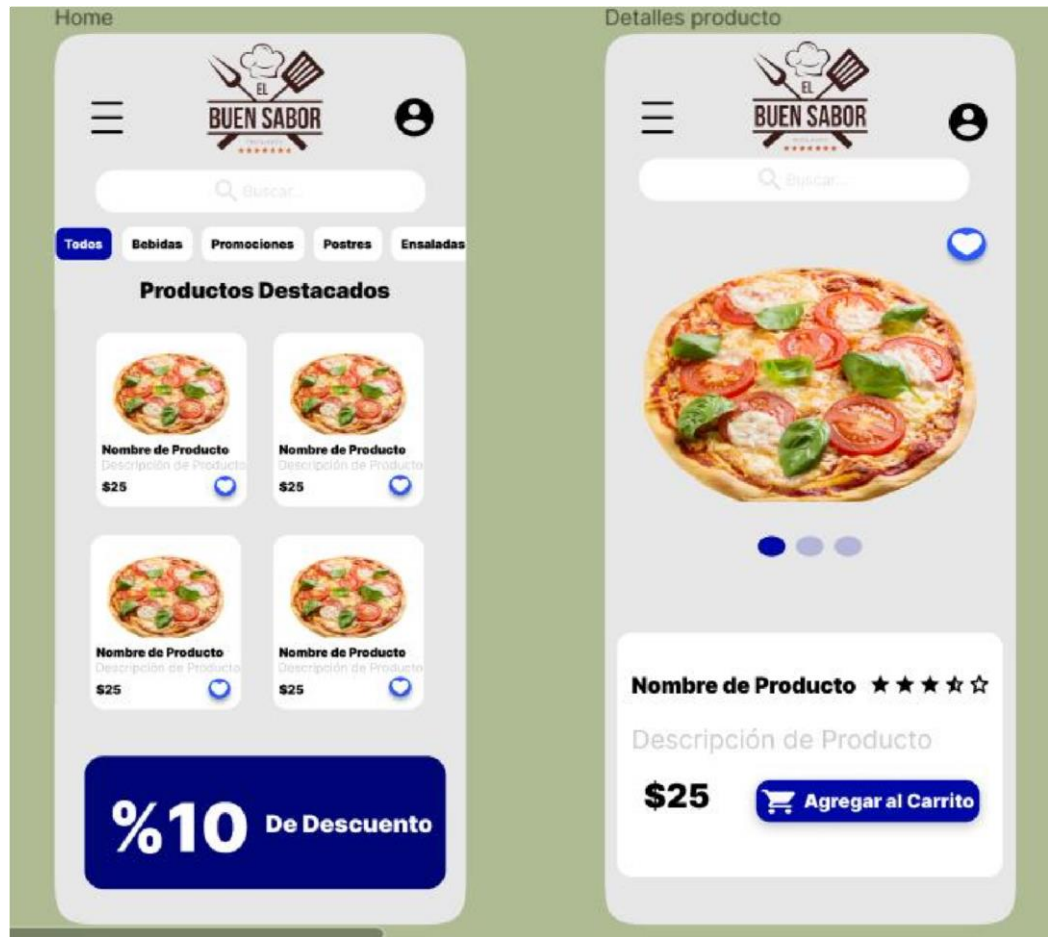 Home
EL
BUEN SABOR
Buscar...
Todos
Bebidas
Promociones
Postres
Ensaladas
Productos Destacados
Nombre de Producto
Descripción de Producto
$25
Nombre de Producto
Descripción de Producto
$25
Nombre de Producto
Descripción de Producto
$25
Nombre de Producto
Descripción de Producto
$25
%10 De Descuento
Detalles producto
EL
BUEN SABOR
Buscar...
Nombre de Producto
Descripción de Producto
$25
Agregar al Carrito